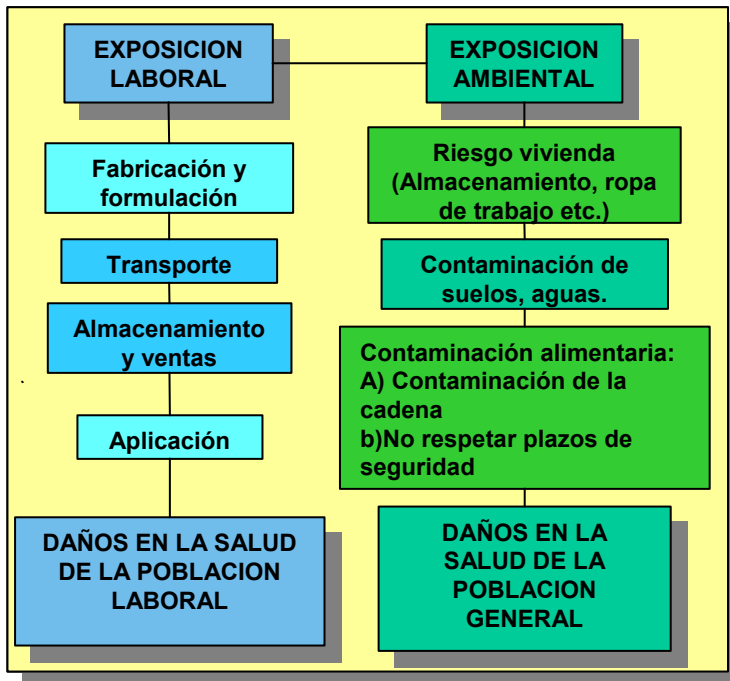 EXPOSICION
LABORAL
Fabricación y
formulación
Transporte
Almacenamiento
y ventas
Aplicación
DAÑOS EN LA SALUD
DE LA POBLACION
LABORAL
EXPOSICION
AMBIENTAL
Riesgo vivienda
(Almacenamiento, ropa
de trabajo etc.)
Contaminación de
suelos, aguas.
Contaminación alimentaria:
A) Contaminación de la
cadena
b)No respetar plazos de
seguridad
DAÑOS EN LA
SALUD DE LA
POBLACION
GENERAL